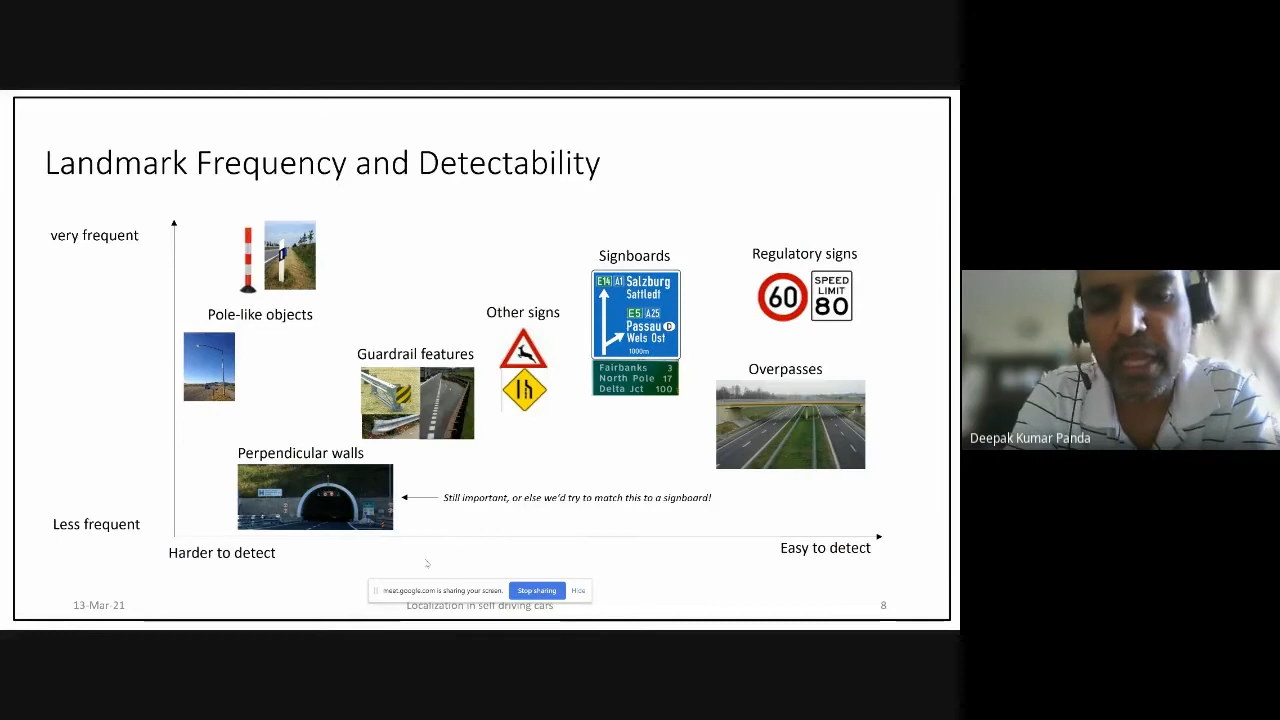 Landmark Frequency and Detectability
very frequent
Pole-like objects
Guardrail features
Other signs
Signboards
E14 A1 Salzburg
Sattledt
E5 A25
Passau D
Wels Ost
1000m
Fairbanks 3
North Pole 17
Delta Jct 100
Regulatory signs
60
SPEED
LIMIT
80
Overpasses
Perpendicular walls
Still important, or else we'd try to match this to a signboard!
Less frequent
Harder to detect
Easy to detect
meet.google.com is sharing your screen.
Stop sharing
Hide
13-Mar-21
Localization in self driving cars
8
Deepak Kumar Panda